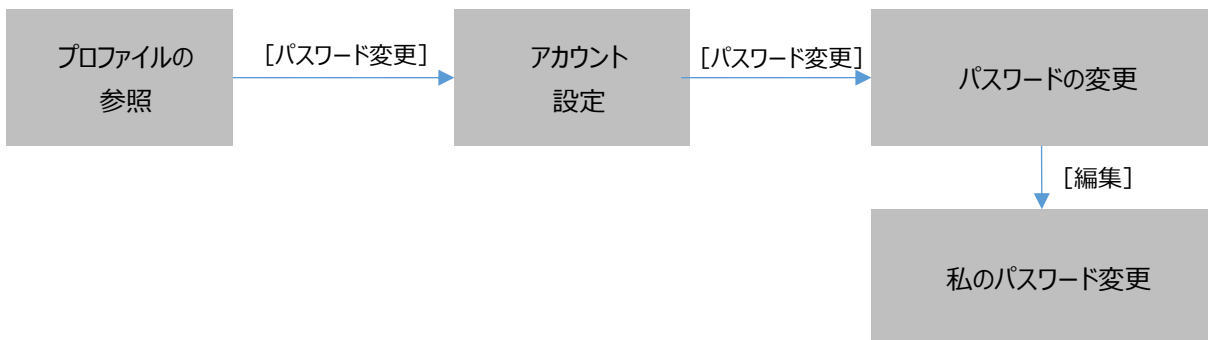 プロファイルの
参照
[パスワード変更]
アカウント
設定
[パスワード変更]
パスワードの変更
[編集]
私のパスワード変更